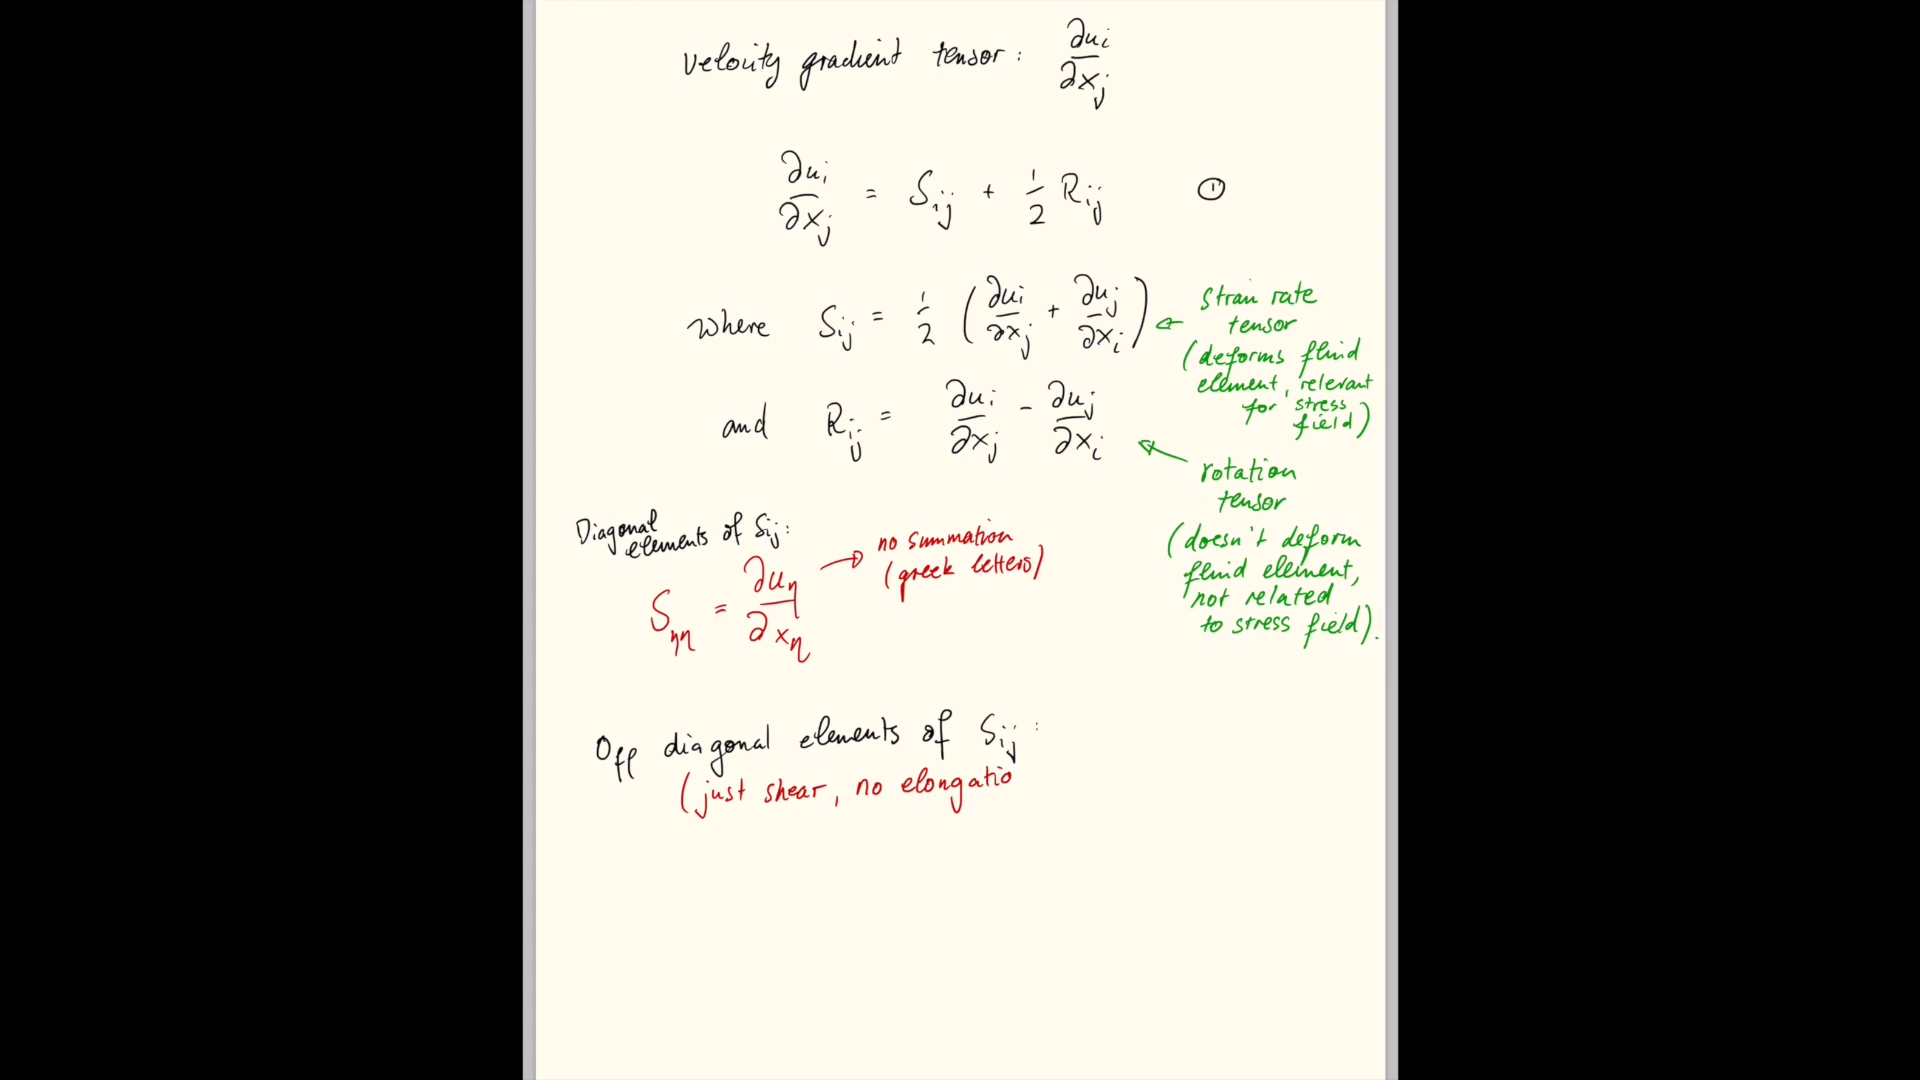 velocity gradient tensor: ∂ui/∂xj
∂ui/∂xj = Sij + 1/2 Rij ①
where Sij = 1/2 (∂ui/∂xj + ∂uj/∂xi)
strain rate
tensor
(deforms fluid
element, relevant
for stress
field)
and Rij = ∂ui/∂xj - ∂uj/∂xi
rotation
tensor
(doesn't deform
fluid element,
not related
to stress field).
Diagonal
elements of Sij:
no summation
(greek letters)
Sηη = ∂uη/∂xη
Off diagonal elements of Sij:
(just shear, no elongatio